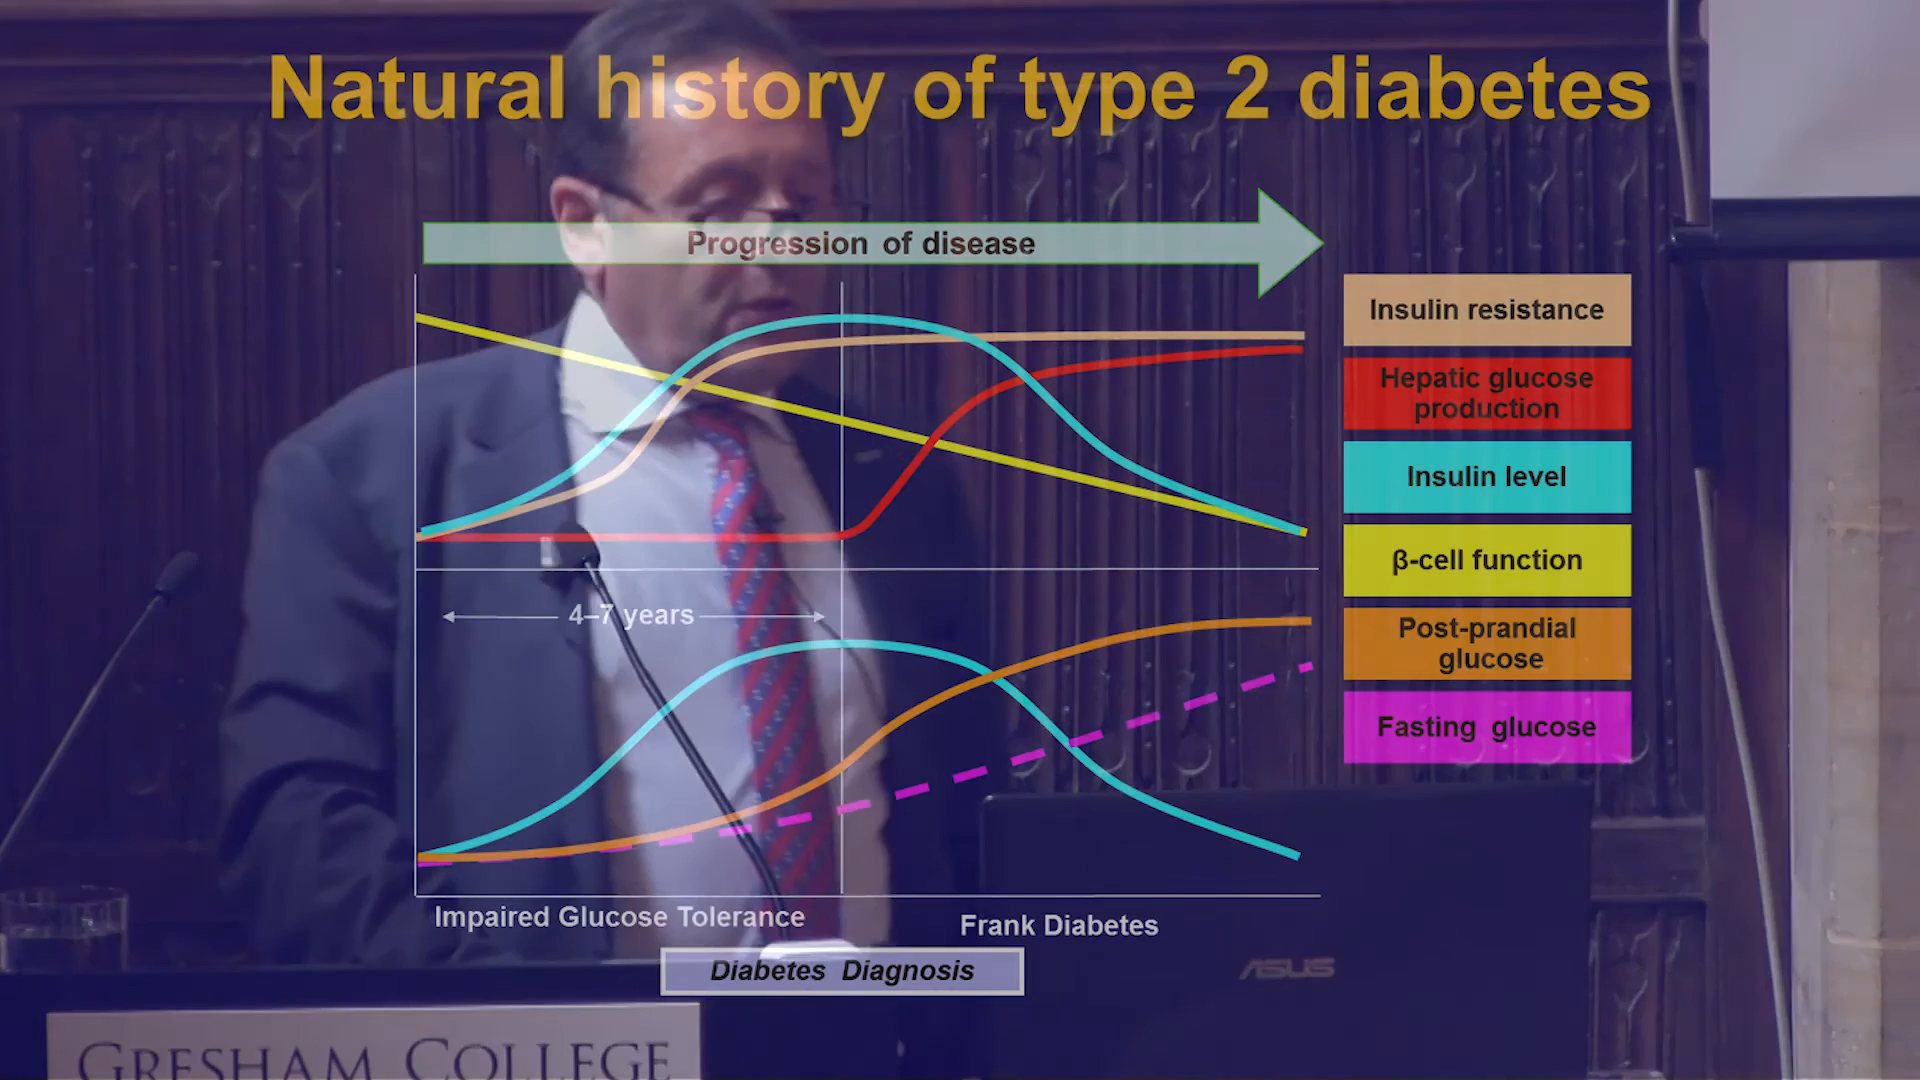 Natural history of type 2 diabetes
Progression of disease
Insulin resistance
Hepatic glucose
production
Insulin level
β-cell function
Post-prandial
glucose
Fasting glucose
4–7 years
Impaired Glucose Tolerance
Frank Diabetes
Diabetes Diagnosis
ASUS
GRESHAM COLLEGE